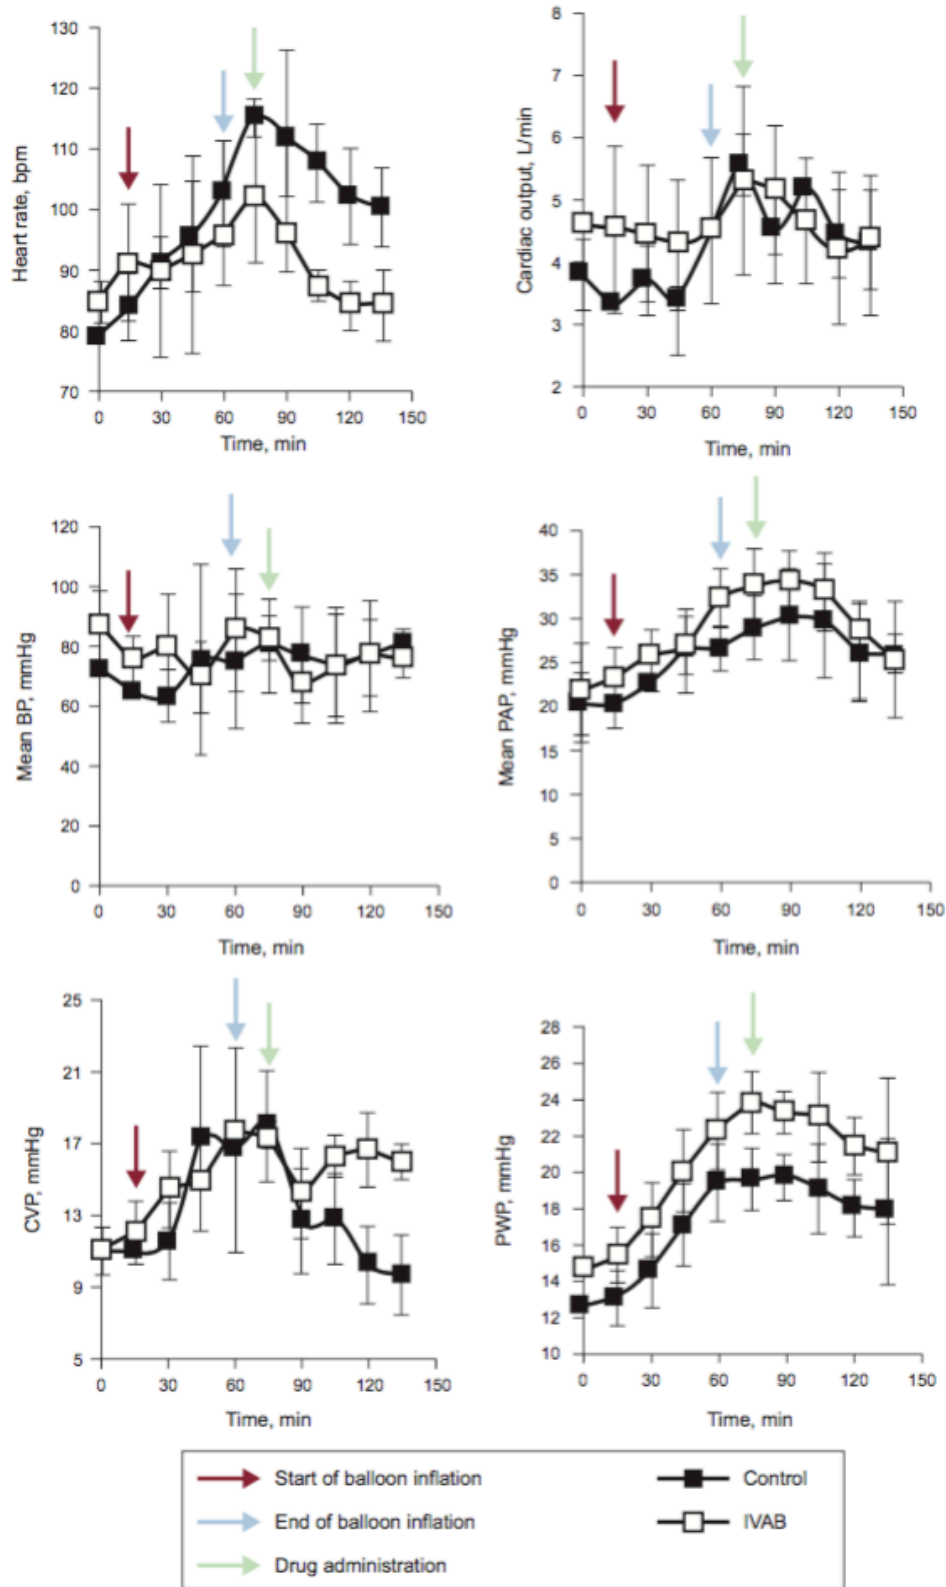 Heart rate, bpm
130
120
110
100
90
80
70
0 30 60 90 120 150
Time, min
Cardiac output, L/min
8
7
6
5
4
3
2
0 30 60 90 120 150
Time, min
Mean BP, mmHg
120
100
80
60
40
20
0
0 30 60 90 120 150
Time, min
Mean PAP, mmHg
40
35
30
25
20
15
10
5
0
0 30 60 90 120 150
Time, min
CVP, mmHg
25
21
17
13
9
5
0 30 60 90 120 150
Time, min
PWP, mmHg
28
26
24
22
20
18
16
14
12
10
0 30 60 90 120 150
Time, min
Start of balloon inflation
End of balloon inflation
Drug administration
Control
IVAB